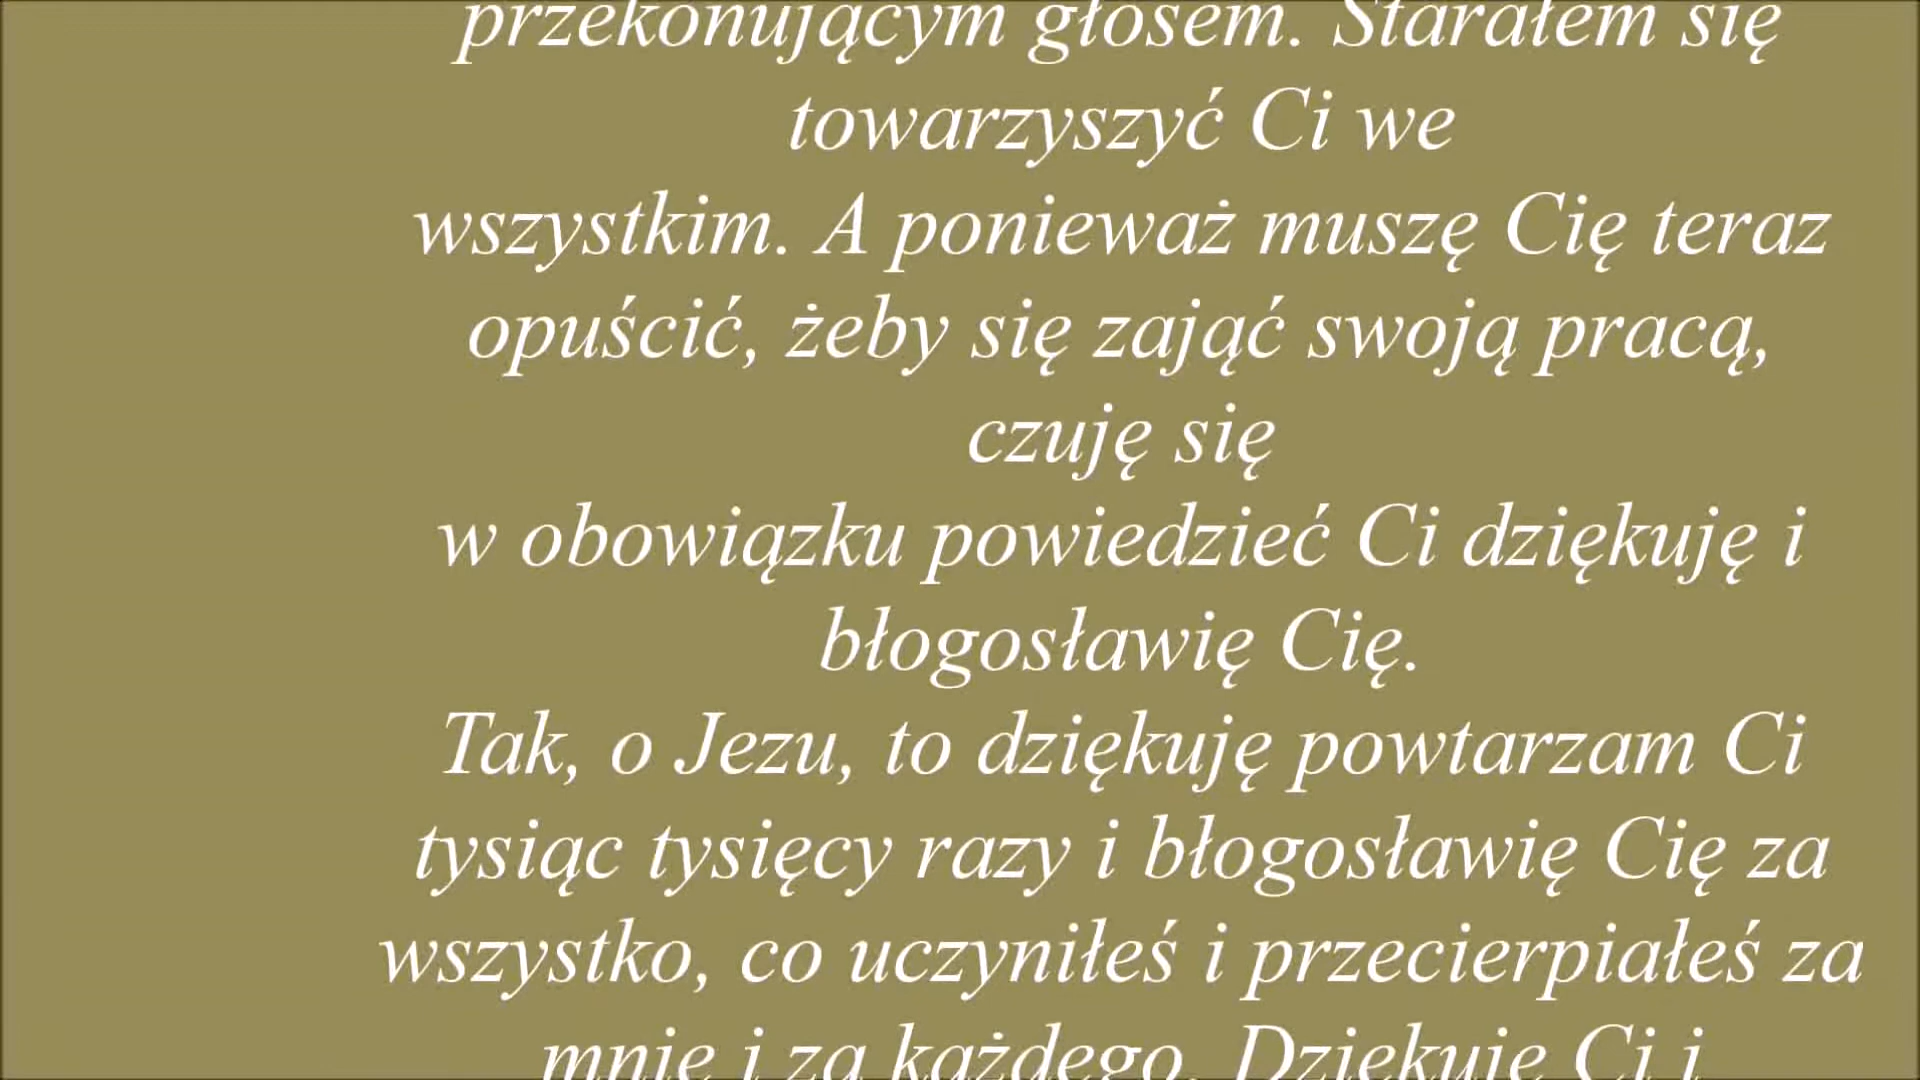 przekonującym głosem. Starałem się
towarzyszyć Ci we
wszystkim. A ponieważ muszę Cię teraz
opuścić, żeby się zająć swoją pracą,
czuję się
w obowiązku powiedzieć Ci dziękuję i
błogosławię Cię.
Tak, o Jezu, to dziękuję powtarzam Ci
tysiąc tysięcy razy i błogosławię Cię za
wszystko, co uczyniłeś i przecierpiałeś za
mnie i za każdego. Dziękuję Ci i